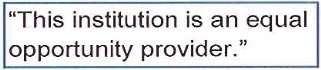 “This institution is an equal
opportunity provider.”